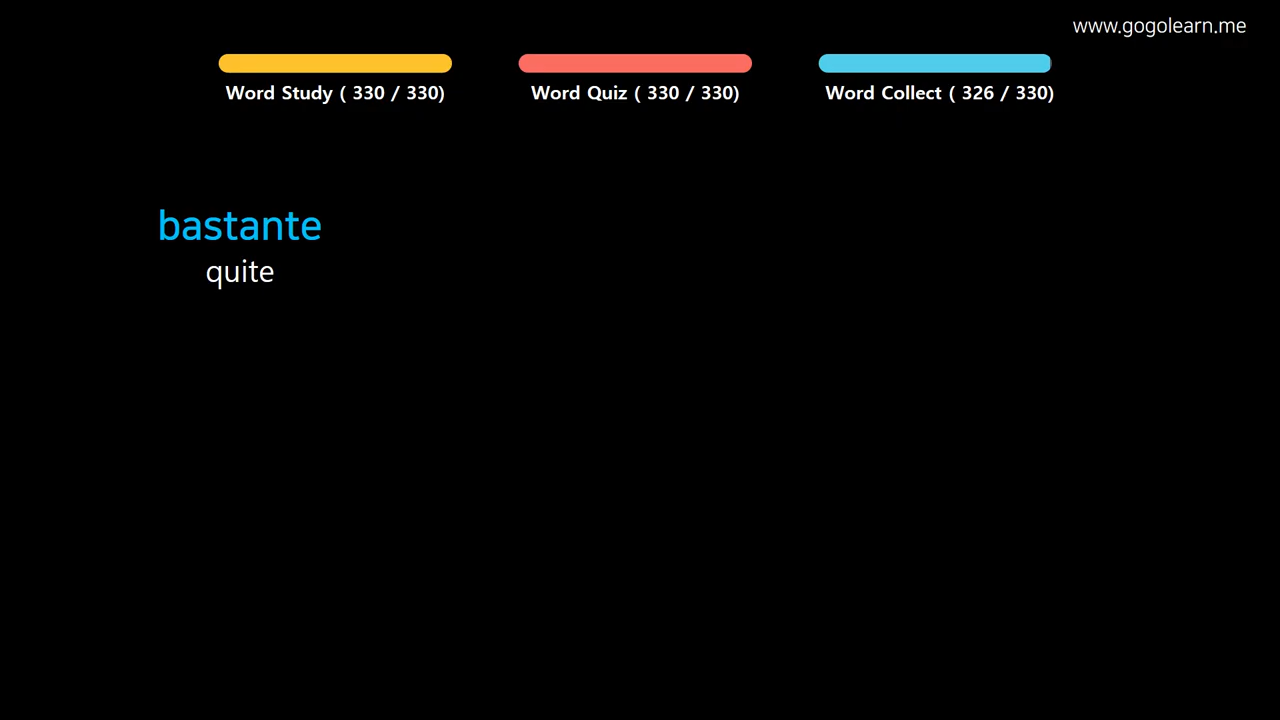 www.gogolearn.me
Word Study ( 330 / 330)
Word Quiz ( 330 / 330)
Word Collect ( 326 / 330)
bastante
quite